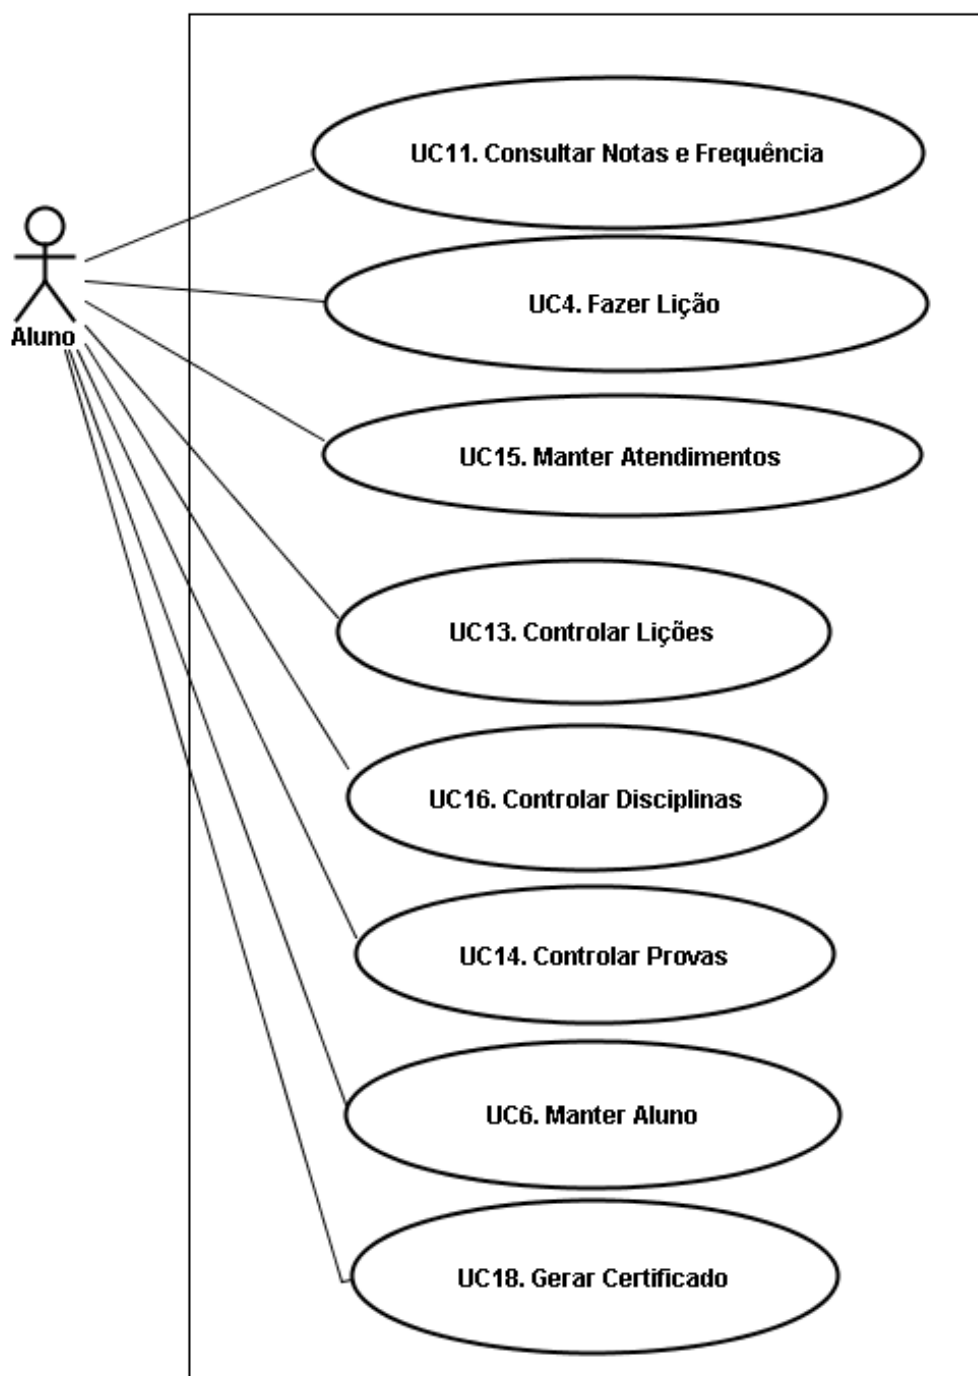 UC11. Consultar Notas e Frequência
UC4. Fazer Lição
Aluno
UC15. Manter Atendimentos
UC13. Controlar Lições
UC16. Controlar Disciplinas
UC14. Controlar Provas
UC6. Manter Aluno
UC18. Gerar Certificado